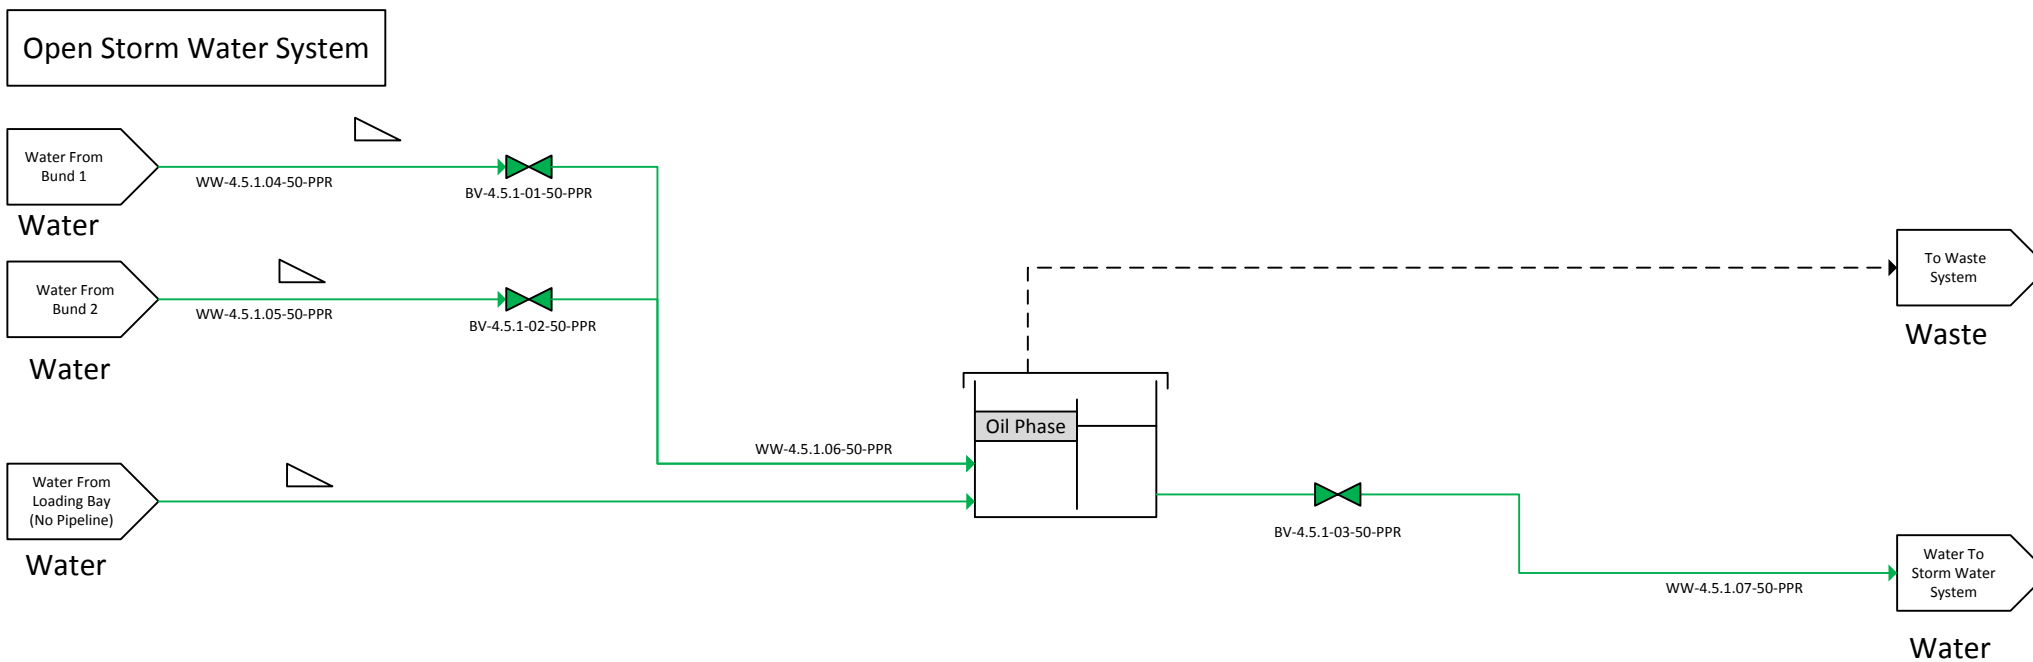 Open Storm Water System
Water From
Bund 1
WW-4.5.1.04-50-PPR
BV-4.5.1-01-50-PPR
Water
Water From
Bund 2
WW-4.5.1.05-50-PPR
BV-4.5.1-02-50-PPR
Water
To Waste
System
Waste
Oil Phase
WW-4.5.1.06-50-PPR
Water From
Loading Bay
(No Pipeline)
Water
BV-4.5.1-03-50-PPR
WW-4.5.1.07-50-PPR
Water To
Storm Water
System
Water